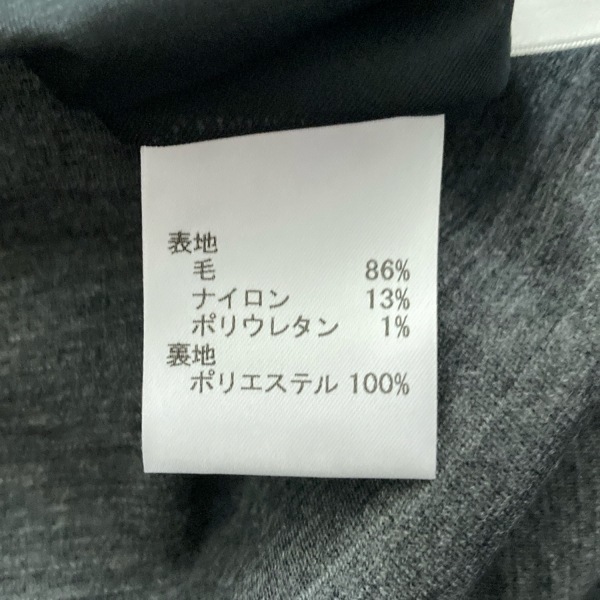 表地
毛 86%
ナイロン 13%
ポリウレタン 1%
裏地
ポリエステル 100%